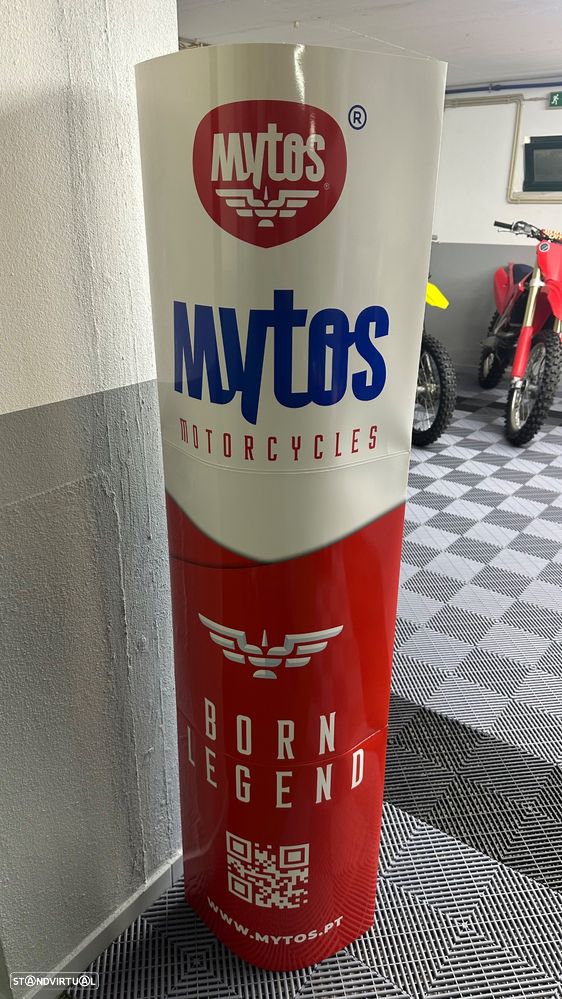 MYTOS
®
®
MYTOS
MOTORCYCLES
BORN
LEGEND
WWW.MYTOS.PT
STANDVIRTUAL